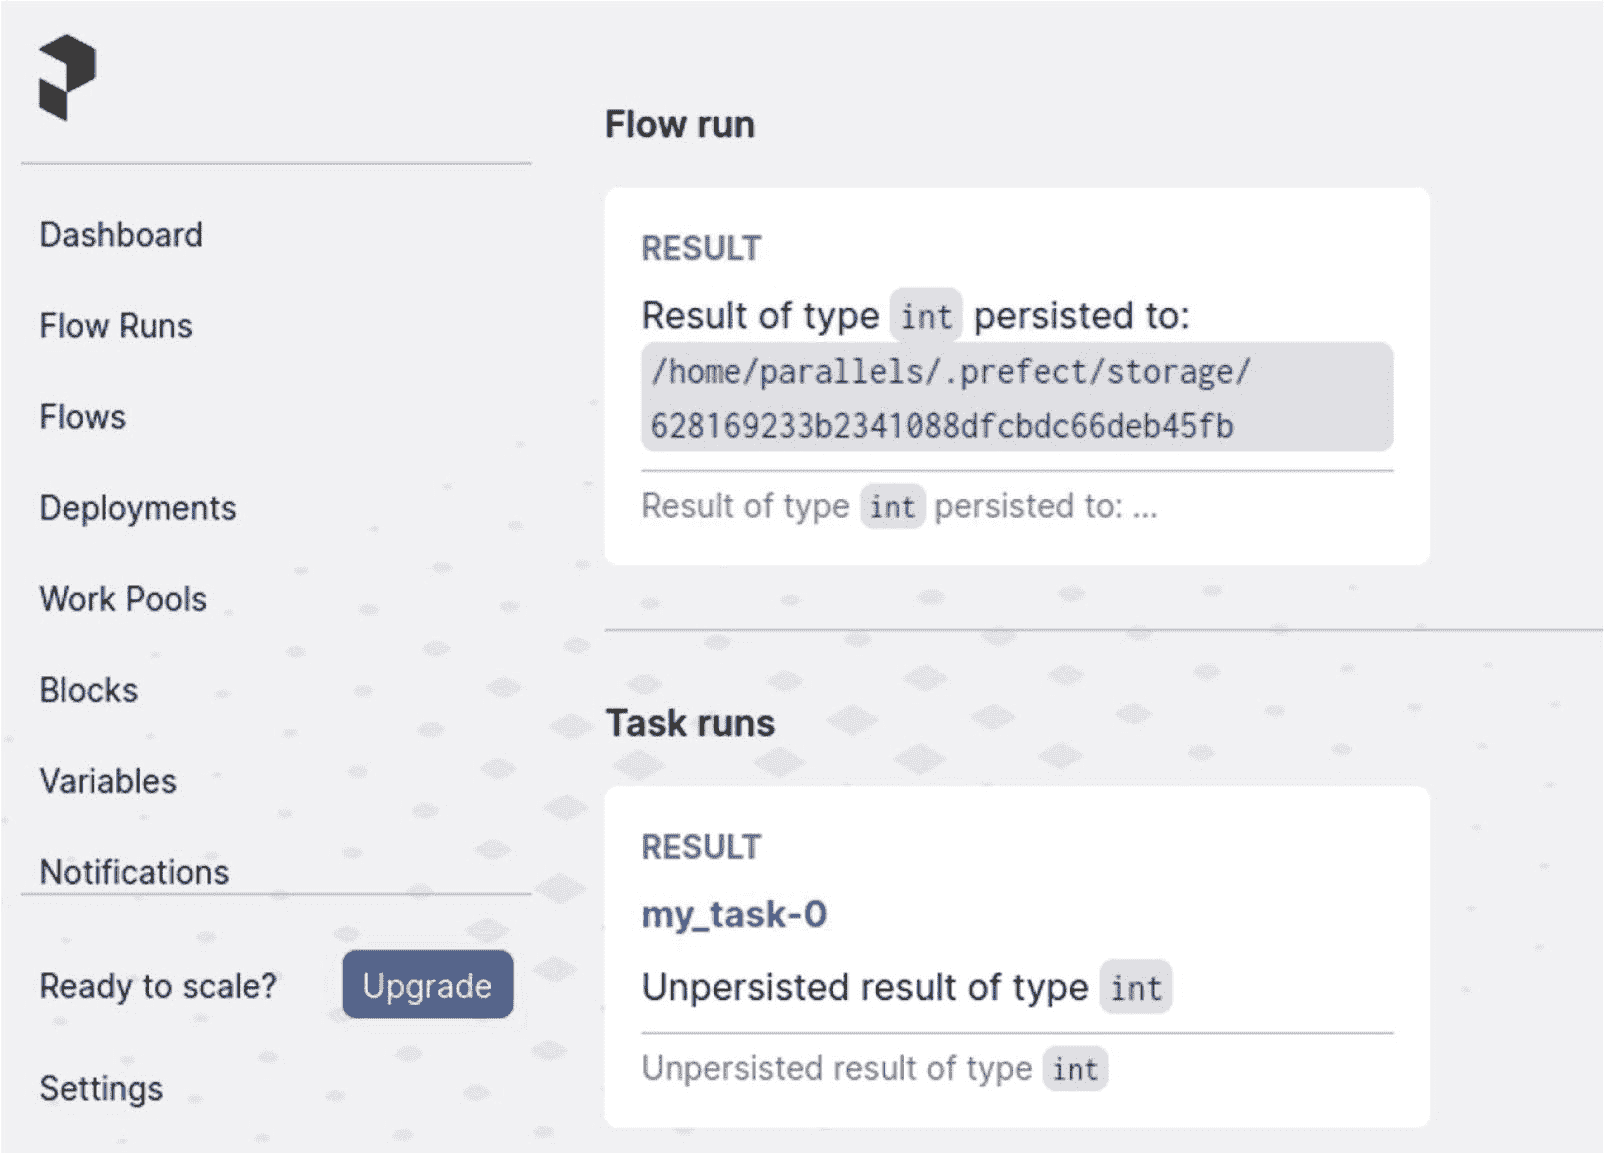 Dashboard
Flow Runs
Flows
Deployments
Work Pools
Blocks
Variables
Notifications
Ready to scale? Upgrade
Settings
Flow run
RESULT
Result of type int persisted to:
/home/parallels/.prefect/storage/
628169233b2341088dfcbdc66deb45fb
Result of type int persisted to: ...
Task runs
RESULT
my_task-0
Unpersisted result of type int
Unpersisted result of type int